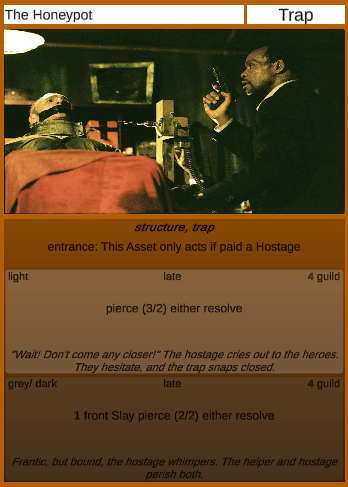 The Honeypot
Trap
structure, trap
entrance: This Asset only acts if paid a Hostage
light late 4 guild
pierce (3/2) either resolve
"Wait! Don't come any closer!" The hostage cries out to the heroes.
They hesitate, and the trap snaps closed.
grey/ dark late 4 guild
1 front Slay pierce (2/2) either resolve
Frantic, but bound, the hostage whimpers. The helper and hostage
perish both.